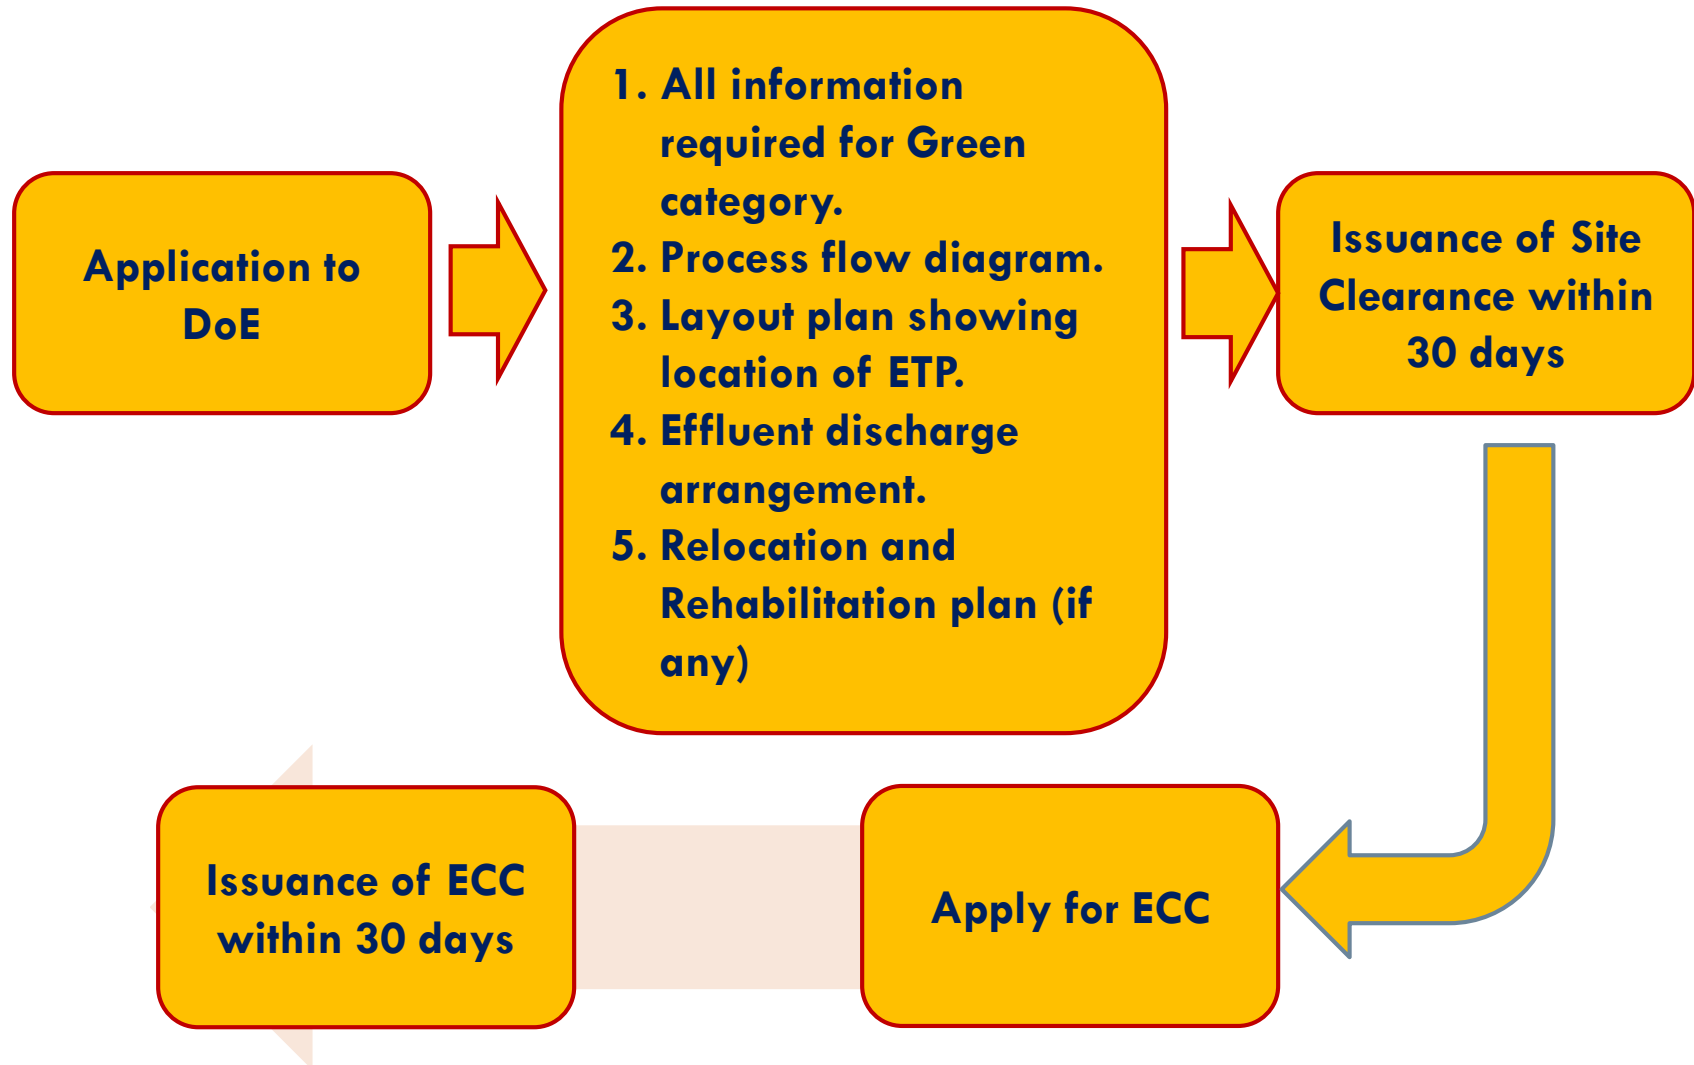 Application to
DoE
1. All information
required for Green
category.
2. Process flow diagram.
3. Layout plan showing
location of ETP.
4. Effluent discharge
arrangement.
5. Relocation and
Rehabilitation plan (if
any)
Issuance of Site
Clearance within
30 days
Apply for ECC
Issuance of ECC
within 30 days